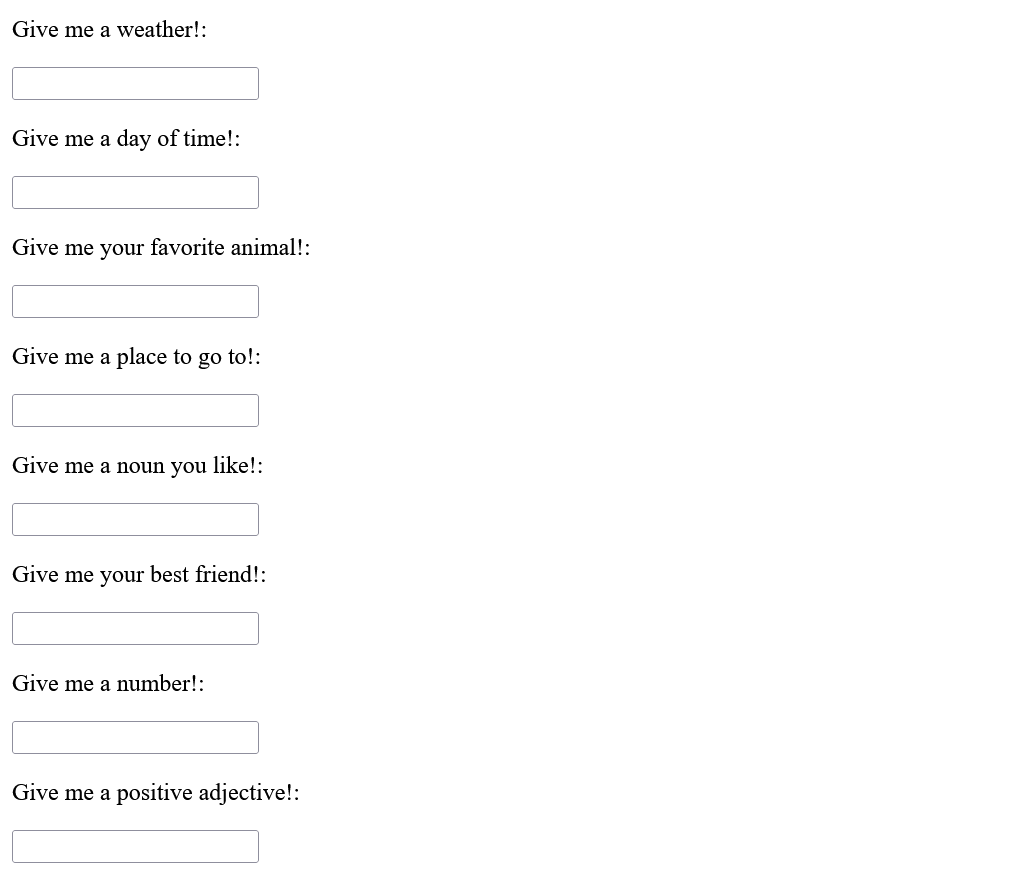 Give me a weather!:
Give me a day of time!:
Give me your favorite animal!:
Give me a place to go to!:
Give me a noun you like!:
Give me your best friend!:
Give me a number!:
Give me a positive adjective!: